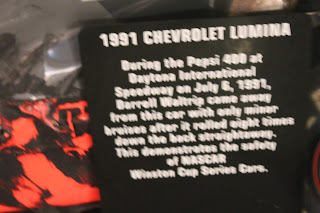 1991 CHEVROLET LUMINA
During the Pepsi 400 at
Daytona International
Speedway on July 6, 1991,
Darrell Waltrip came away
from this car with only minor
bruises after it rolled eight times
down the back straightaway.
This demonstrates the safety
of NASCAR
Winston Cup Series Cars.